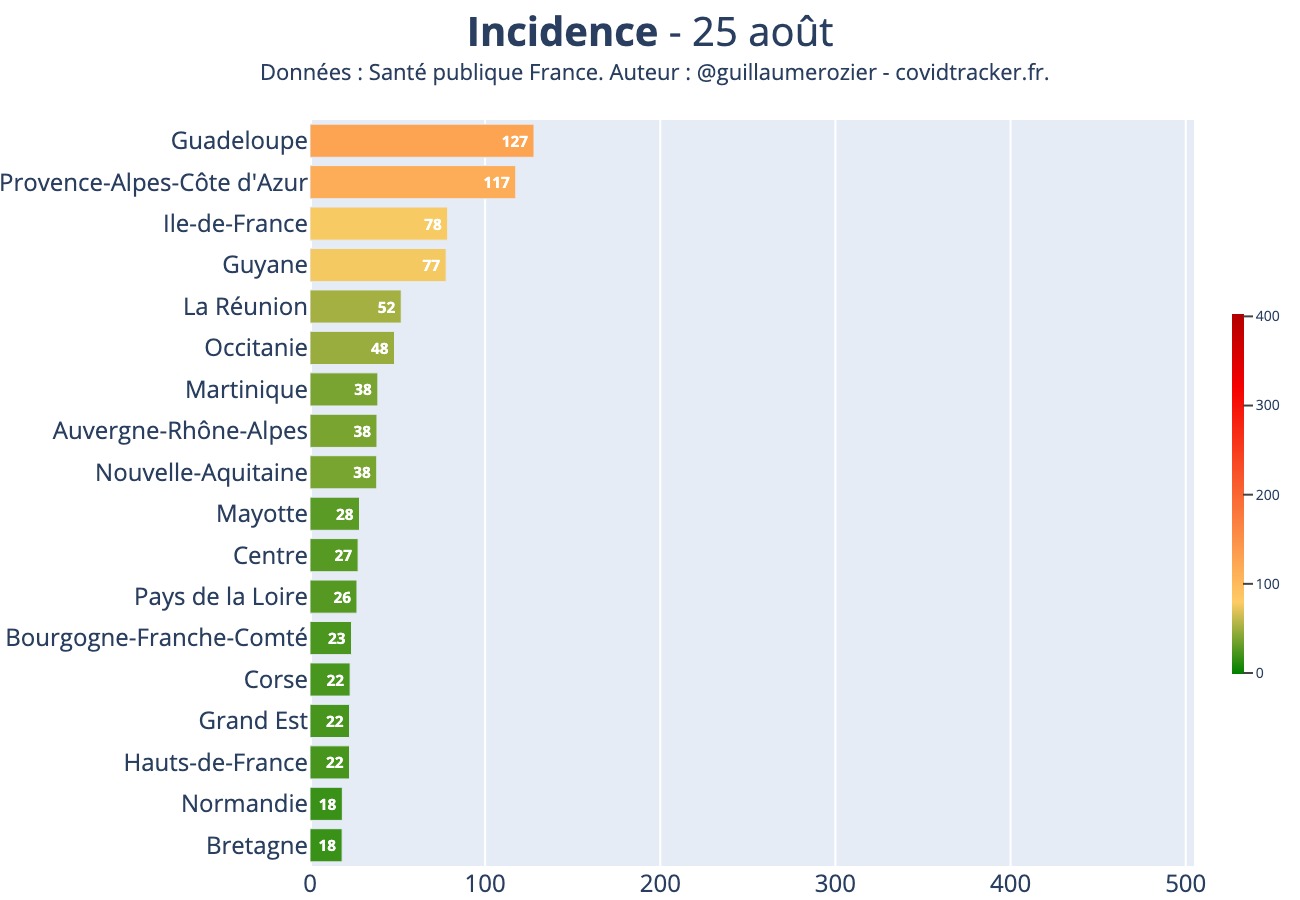 Incidence - 25 août
Données : Santé publique France. Auteur : @guillaumerozier - covidtracker.fr.
Guadeloupe 127
Provence-Alpes-Côte d'Azur 117
Ile-de-France 78
Guyane 77
La Réunion 52
Occitanie 48
Martinique 38
Auvergne-Rhône-Alpes 38
Nouvelle-Aquitaine 38
Mayotte 28
Centre 27
Pays de la Loire 26
Bourgogne-Franche-Comté 23
Corse 22
Grand Est 22
Hauts-de-France 22
Normandie 18
Bretagne 18
0 100 200 300 400 500
400
300
200
100
0